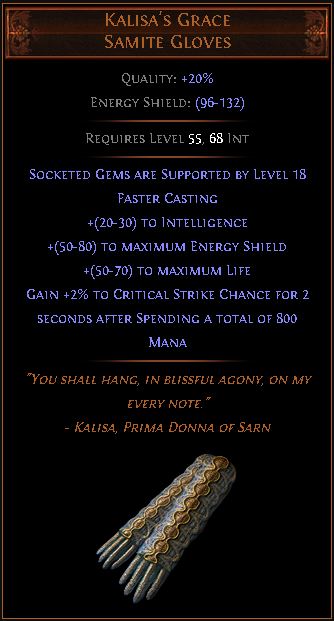 Kalisa's Grace
Samite Gloves
Quality: +20%
Energy Shield: (96-132)
Requires Level 55, 68 Int
Socketed Gems are Supported by Level 18
Faster Casting
+(20-30) to Intelligence
+(50-80) to maximum Energy Shield
+(50-70) to maximum Life
Gain +2% to Critical Strike Chance for 2
seconds after Spending a total of 800
Mana
"You shall hang, in blissful agony, on my
every note."
- Kalisa, Prima Donna of Sarn